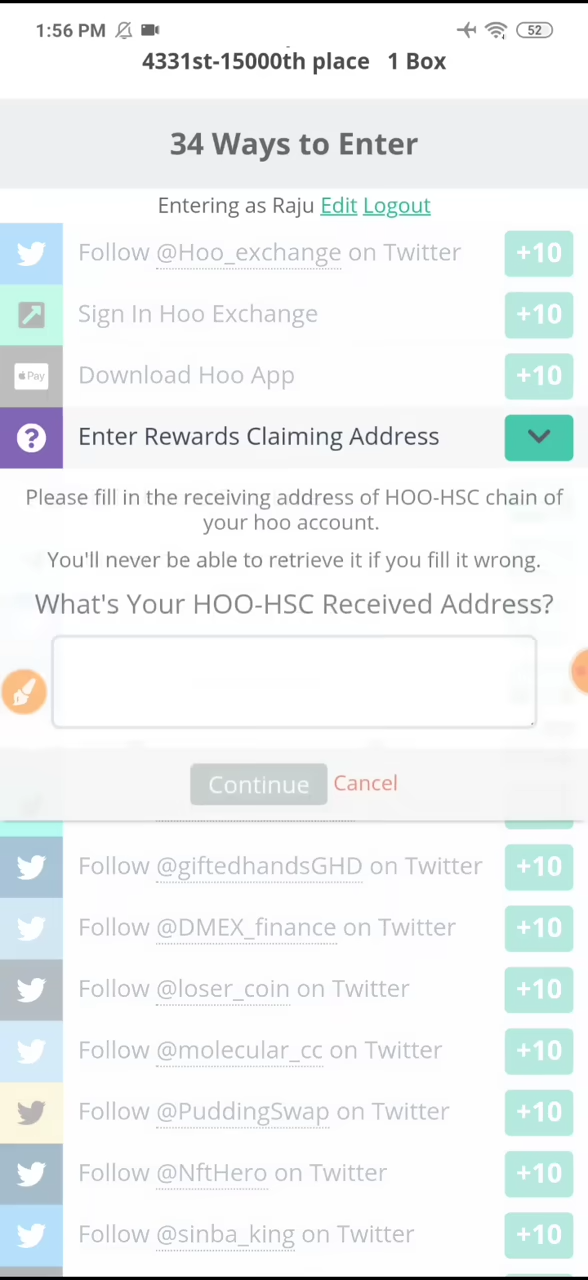 1:56 PM 52
4331st-15000th place 1 Box
34 Ways to Enter
Entering as Raju Edit Logout
Follow @Hoo_exchange on Twitter +10
Sign In Hoo Exchange +10
Pay Download Hoo App +10
? Enter Rewards Claiming Address
Please fill in the receiving address of HOO-HSC chain of
your hoo account.
You'll never be able to retrieve it if you fill it wrong.
What's Your HOO-HSC Received Address?
Continue Cancel
Follow @giftedhandsGHD on Twitter +10
Follow @DMEX_finance on Twitter +10
Follow @loser_coin on Twitter +10
Follow @molecular_cc on Twitter +10
Follow @PuddingSwap on Twitter +10
Follow @NftHero on Twitter +10
Follow @sinba_king on Twitter +10